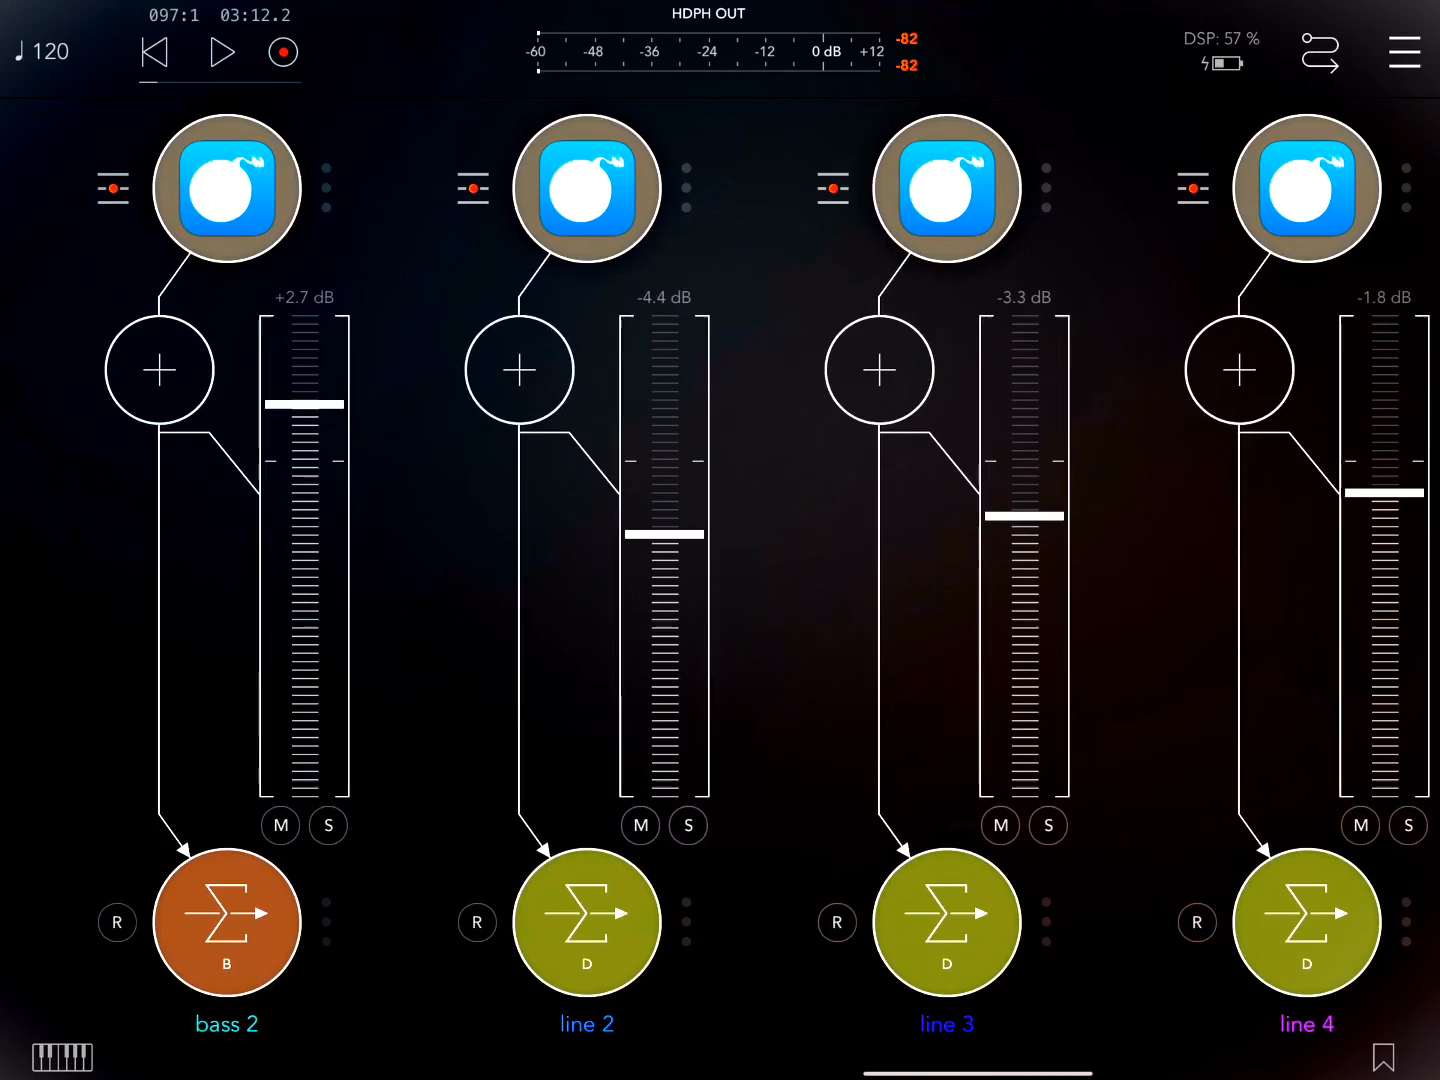 097:1 03:12.2
HDPH OUT
120
-60 -48 -36 -24 -12 0 dB +12
-82
-82
DSP: 57 %
+2.7 dB
-4.4 dB
-3.3 dB
-1.8 dB
M S
M S
M S
M S
R
B
R
D
R
D
R
D
bass 2
line 2
line 3
line 4